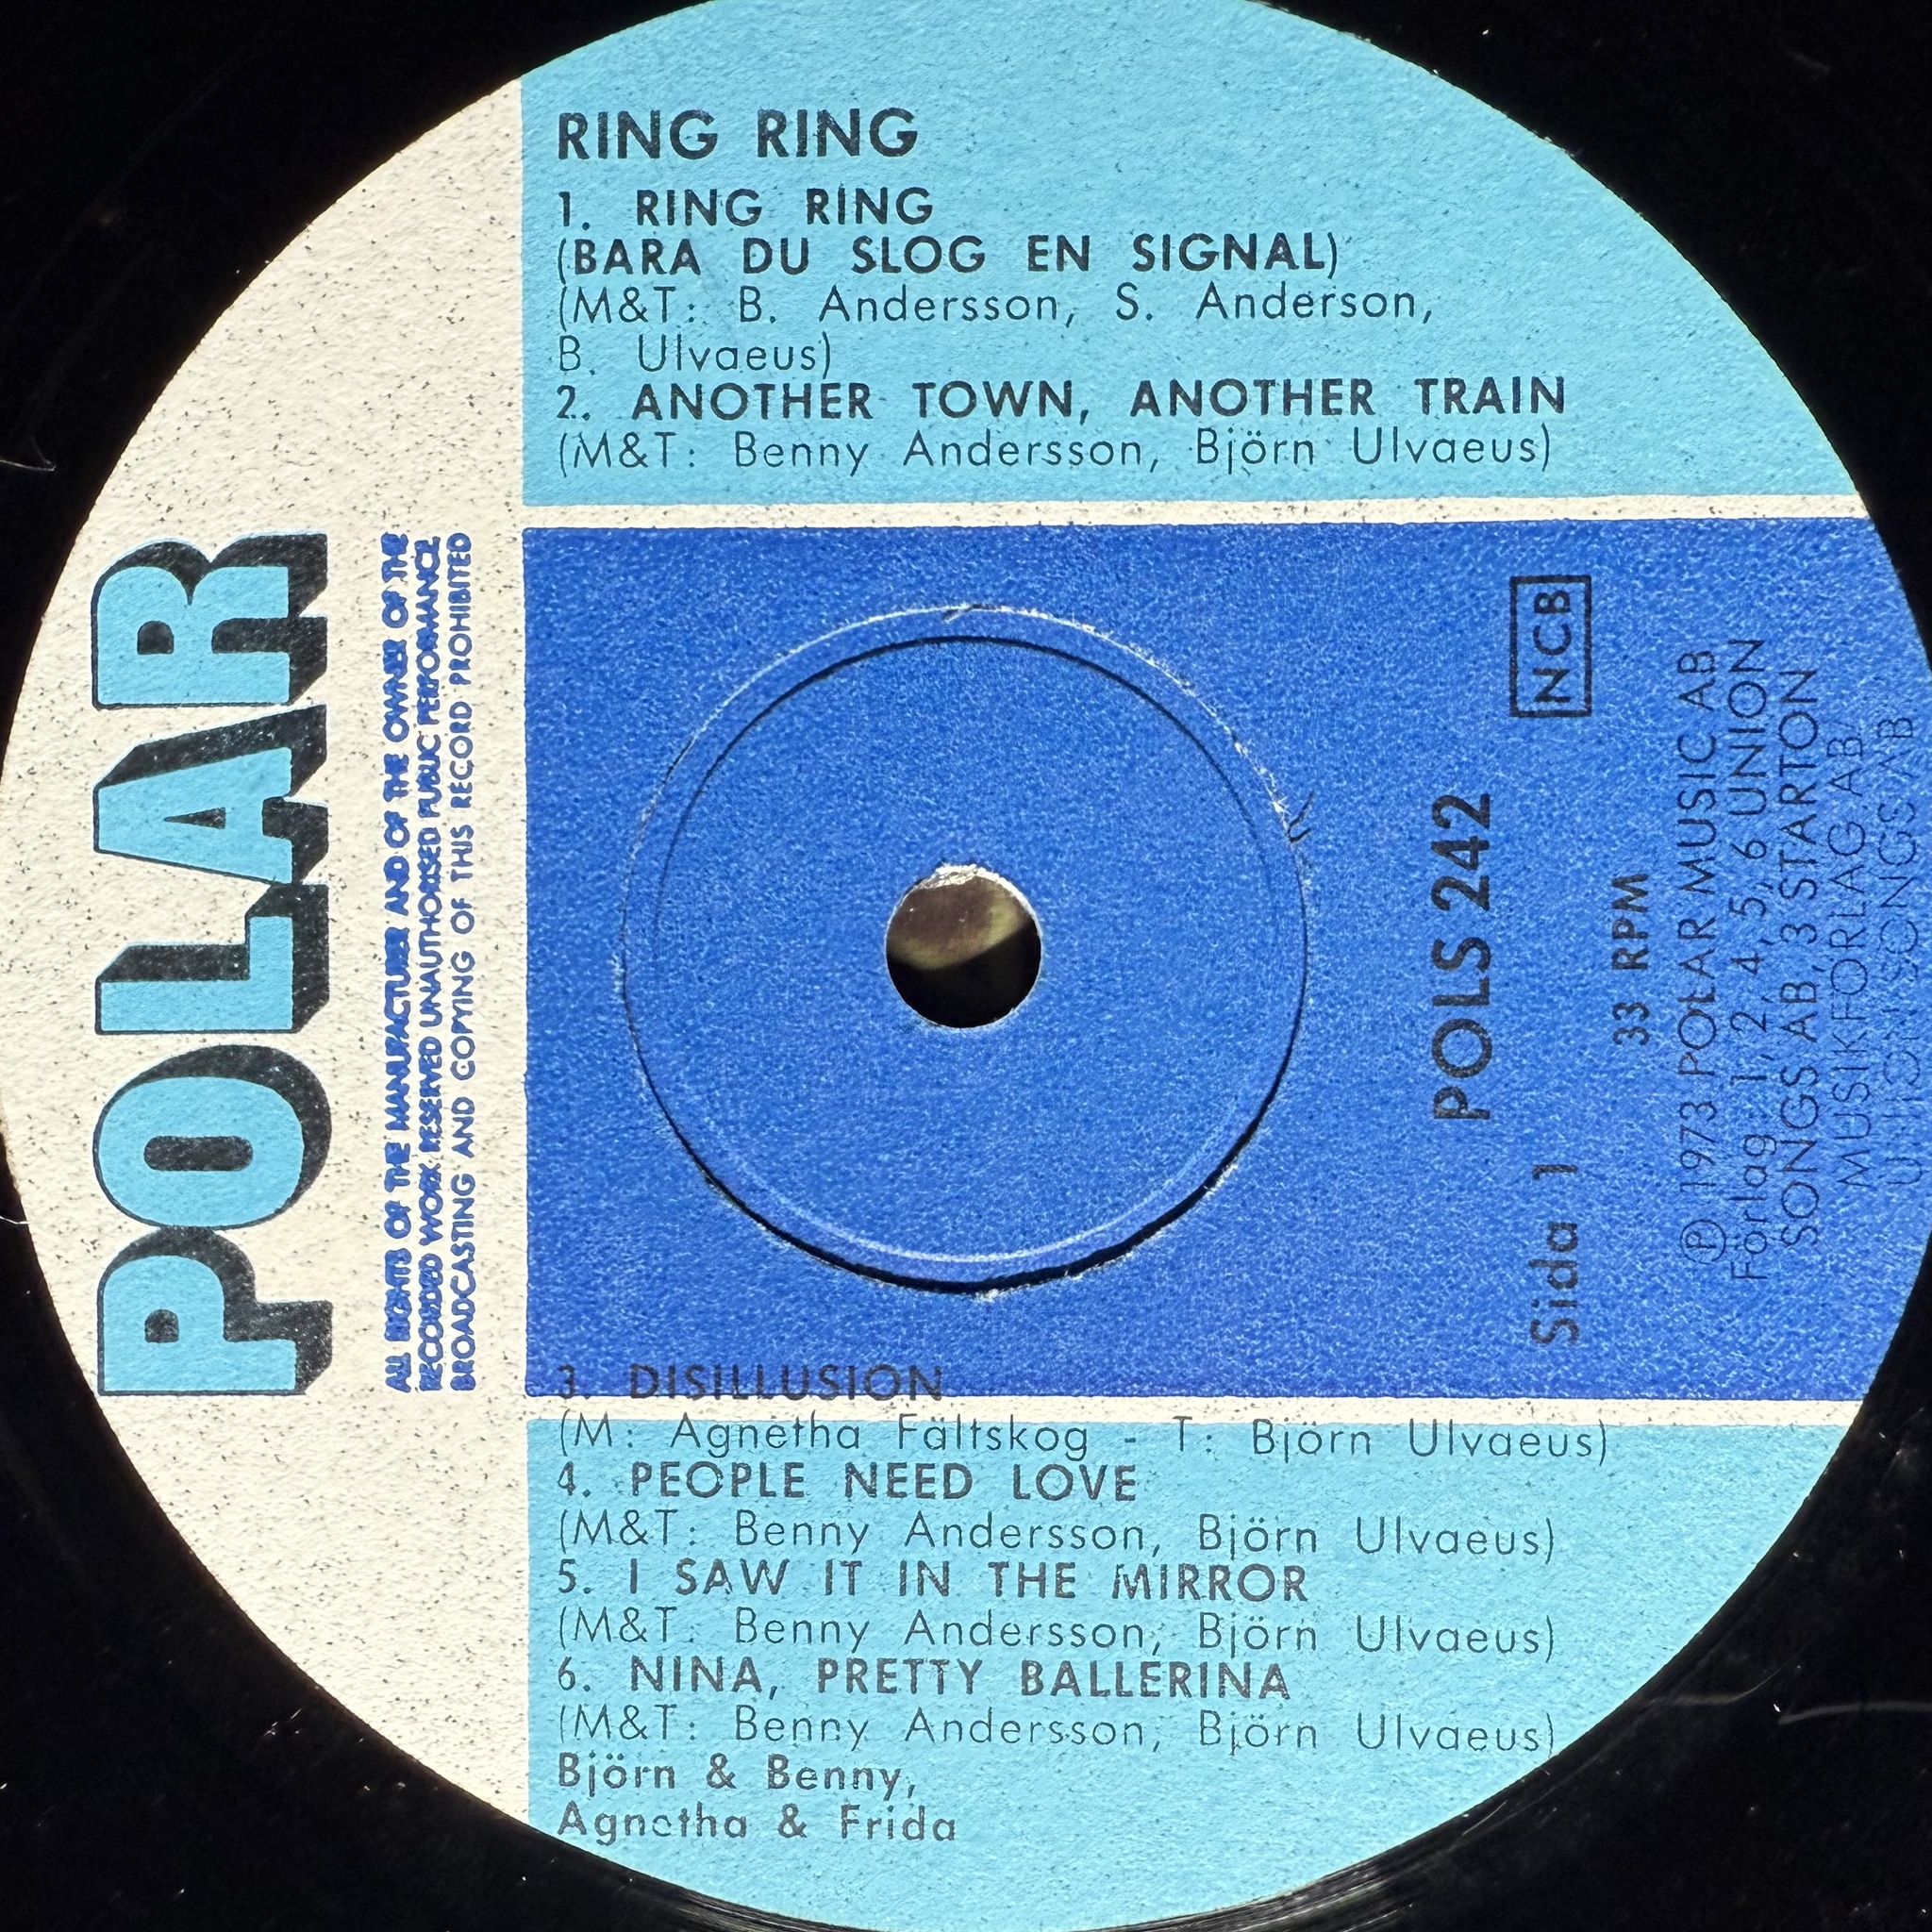 RING RING
1. RING RING
(BARA DU SLOG EN SIGNAL)
(M&T: B. Andersson, S. Anderson,
B. Ulvaeus)
2. ANOTHER TOWN, ANOTHER TRAIN
(M&T: Benny Andersson, Björn Ulvaeus)
POLAR
ALL RIGHTS OF THE MANUFACTURER AND OF THE OWNER OF THE
RECORDED WORK RESERVED UNAUTHORISED PUBLIC PERFORMANCE
BROADCASTING AND COPYING OF THIS RECORD PROHIBITED
POLS 242
Sida 1
NCB
33 RPM
Ⓟ 1973 POLAR MUSIC AB
Förlag: 1, 2, 4, 5, 6 UNION
SONGS AB, 3 STARTON
MUSIKFÖRLAG AB/
UNION SONGS AB
3. DISILLUSION
(M: Agnetha Fältskog - T: Björn Ulvaeus)
4. PEOPLE NEED LOVE
(M&T: Benny Andersson, Björn Ulvaeus)
5. I SAW IT IN THE MIRROR
(M&T: Benny Andersson, Björn Ulvaeus)
6. NINA, PRETTY BALLERINA
(M&T: Benny Andersson, Björn Ulvaeus)
Björn & Benny,
Agnetha & Frida